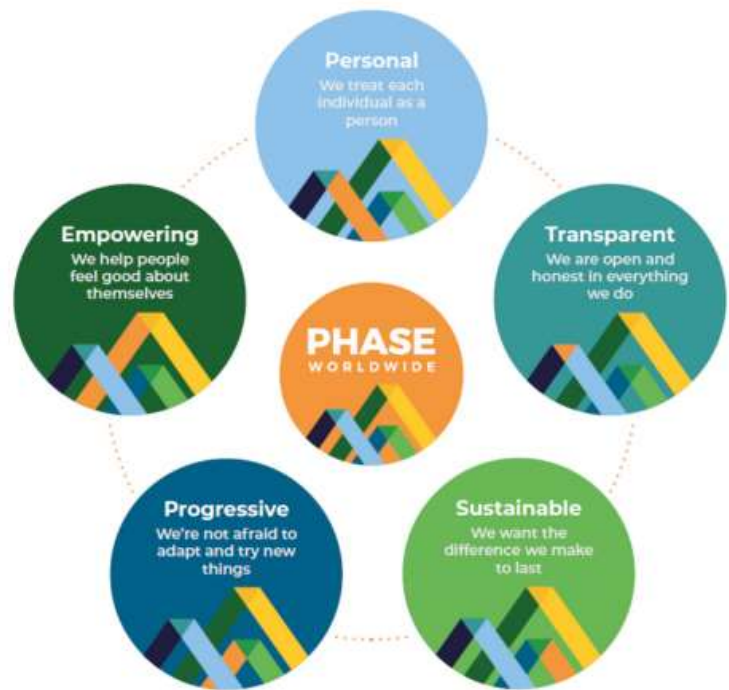 Personal
We treat each
individual as a
person
Empowering
We help people
feel good about
themselves
Transparent
We are open and
honest in everything
we do
PHASE
WORLDWIDE
Progressive
We're not afraid to
adapt and try new
things
Sustainable
We want the
difference we make
to last